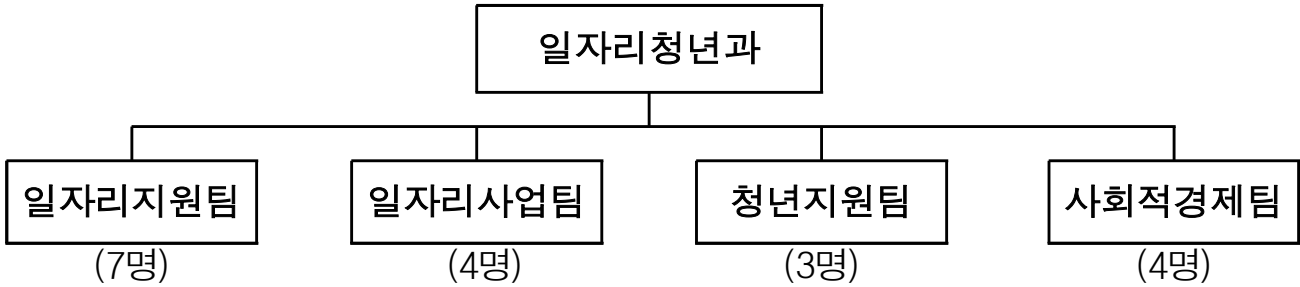 일자리청년과
일자리지원팀 일자리사업팀 청년지원팀 사회적경제팀
(7명) (4명) (3명) (4명)